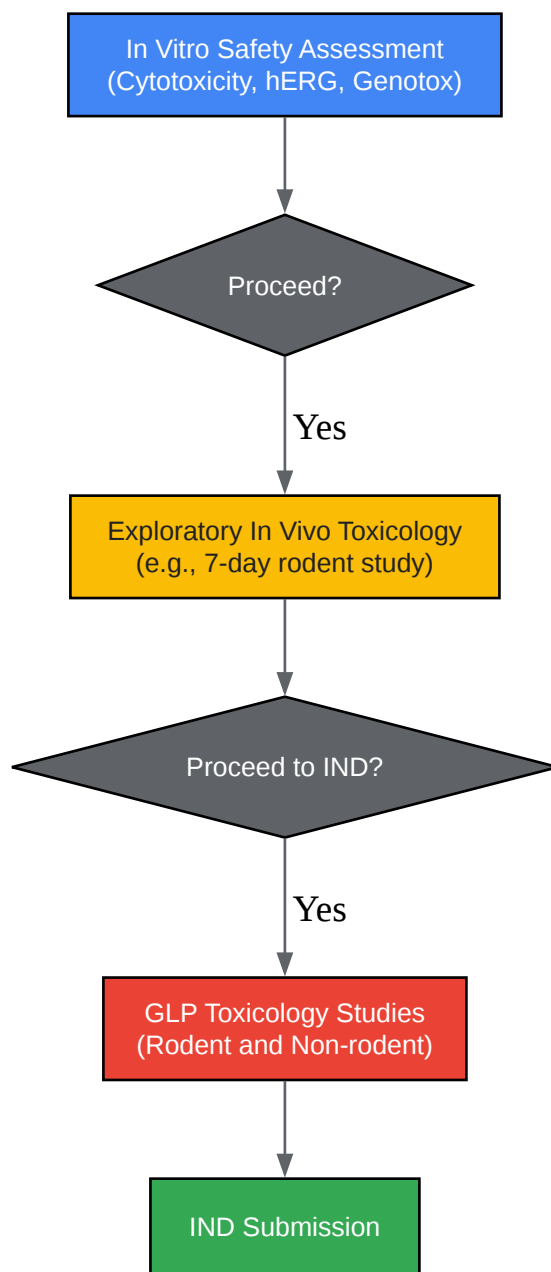 In Vitro Safety Assessment
(Cytotoxicity, hERG, Genotox)
Proceed?
Yes
Exploratory In Vivo Toxicology
(e.g., 7-day rodent study)
Proceed to IND?
Yes
GLP Toxicology Studies
(Rodent and Non-rodent)
IND Submission